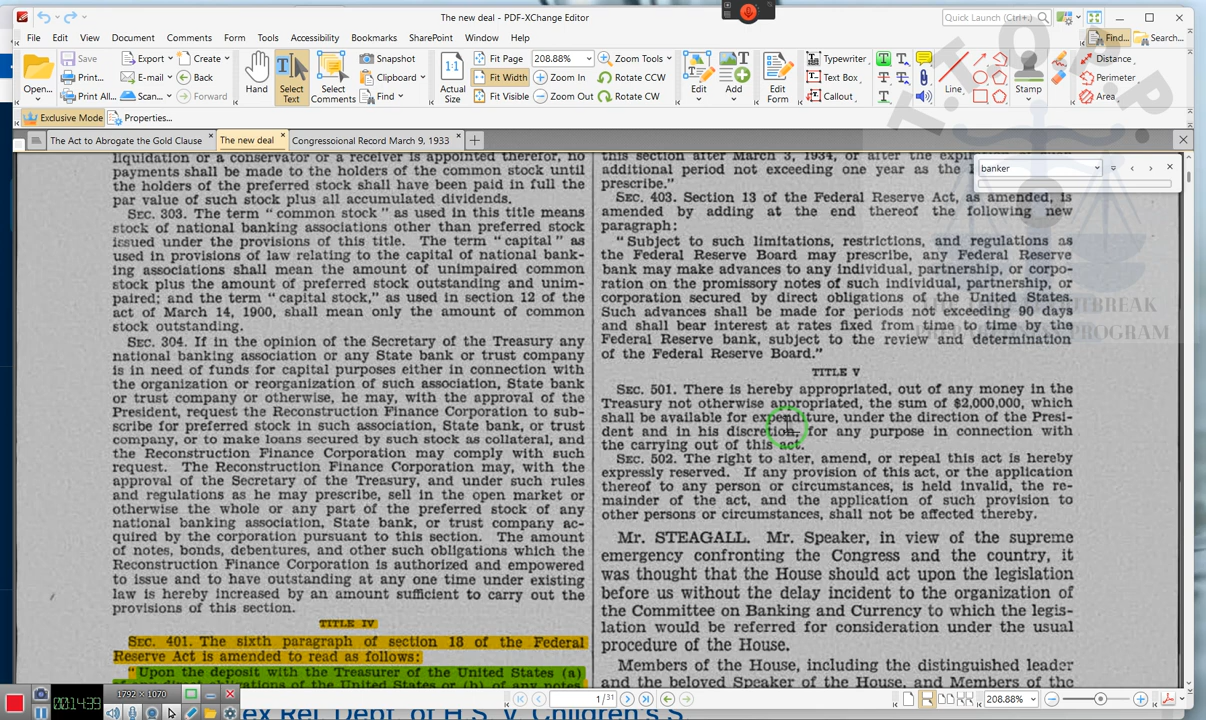 The new deal - PDF-XChange Editor
Quick Launch (Ctrl+.)
File Edit View Document Comments Form Tools Accessibility Bookmarks SharePoint Window Help
Find... Search...
Open...
Save
Print...
Print All...
Export
E-mail
Scan...
Create
Back
Forward
Hand
Select Text
Select Comments
Snapshot
Clipboard
Find
Actual Size
Fit Page
Fit Width
Fit Visible
208.88%
Zoom In
Zoom Out
Zoom Tools
Rotate CCW
Rotate CW
Edit
Add
Edit Form
Typewriter
Text Box
Callout
Line
Stamp
Distance
Perimeter
Area
Exclusive Mode Properties...
The Act to Abrogate the Gold Clause The new deal Congressioional Record March 9, 1933
banker
T.O.P.P
liquidation or a conservator or a receiver is appointed therefor, no
payments shall be made to the holders of the common stock until
the holders of the preferred stock shall have been paid in full the
par value of such stock plus all accumulated dividends.
SEC. 303. The term "common stock" as used in this title means
stock of national banking associations other than preferred stock
issued under the provisions of this title. The term "capital" as
used in provisions of law relating to the capital of national bank-
ing associations shall mean the amount of unimpaired common
stock plus the amount of preferred stock outstanding and unim-
paired; and the term "capital stock," as used in section 12 of the
act of March 14, 1900, shall mean only the amount of common
stock outstanding.
SEC. 304. If in the opinion of the Secretary of the Treasury any
national banking association or any State bank or trust company
is in need of funds for capital purposes either in connection with
the organization or reorganization of such association, State bank
or trust company or otherwise, he may, with the approval of the
President, request the Reconstruction Finance Corporation to sub-
scribe for preferred stock in such association, State bank, or trust
company, or to make loans secured by such stock as collateral, and
the Reconstruction Finance Corporation may comply with such
request. The Reconstruction Finance Corporation may, with the
approval of the Secretary of the Treasury, and under such rules
and regulations as he may prescribe, sell in the open market or
otherwise the whole or any part of the preferred stock of any
national banking association, State bank, or trust company ac-
quired by the corporation pursuant to this section. The amount
of notes, bonds, debentures, and other such obligations which the
Reconstruction Finance Corporation is authorized and empowered
to issue and to have outstanding at any one time under existing
law is hereby increased by an amount sufficient to carry out the
provisions of this section.
TITLE IV
SEC. 401. The sixth paragraph of section 18 of the Federal
Reserve Act is amended to read as follows:
"Upon the deposit with the Treasurer of the United States (a)
of any direct obligations of the United States or (b) of any notes,
this section after March 3, 1934, or after the
additional period not exceeding one year as the
prescribe."
SEC. 403. Section 13 of the Federal Reserve Act, as amended, is
amended by adding at the end thereof the following new
paragraph:
"Subject to such limitations, restrictions, and regulations as
the Federal Reserve Board may prescribe, any Federal Reserve
bank may make advances to any individual, partnership, or corpo-
ration on the promissory notes of such individual, partnership, or
corporation secured by direct obligations of the United States.
Such advances shall be made for periods not exceeding 90 days
and shall bear interest at rates fixed from time to time by the
Federal Reserve bank, subject to the review and determination
of the Federal Reserve Board."
TITLE V
SEC. 501. There is hereby appropriated, out of any money in the
Treasury not otherwise appropriated, the sum of $2,000,000, which
shall be available for expenditure, under the direction of the Presi-
dent and in his discretion, for any purpose in connection with
the carrying out of this act.
SEC. 502. The right to alter, amend, or repeal this act is hereby
expressly reserved. If any provision of this act, or the application
thereof to any person or circumstances, is held invalid, the re-
mainder of the act, and the application of such provision to
other persons or circumstances, shall not be affected thereby.
Mr. STEAGALL. Mr. Speaker, in view of the supreme
emergency confronting the Congress and the country, it
was thought that the House should act upon the legislation
before us without the delay incident to the organization of
the Committee on Banking and Currency to which the legis-
lation would be referred for consideration under the usual
procedure of the House.
Members of the House, including the distinguished leader
and the beloved Speaker of the House, and Members of the
PROGRAM
1792 × 1070
00:14:39
1 / 31
208.88%
ex Rel. Dept. of H.S. v. Children's S.